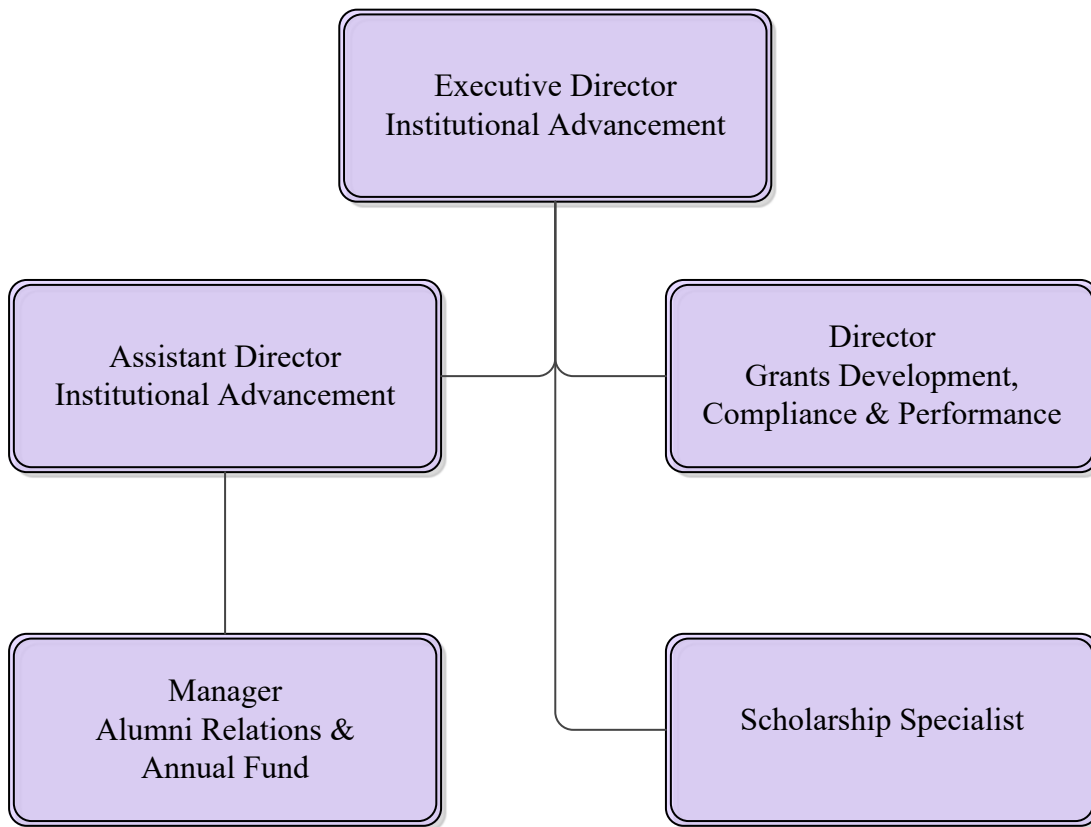 Executive Director
Institutional Advancement
Assistant Director
Institutional Advancement
Director
Grants Development,
Compliance & Performance
Manager
Alumni Relations &
Annual Fund
Scholarship Specialist